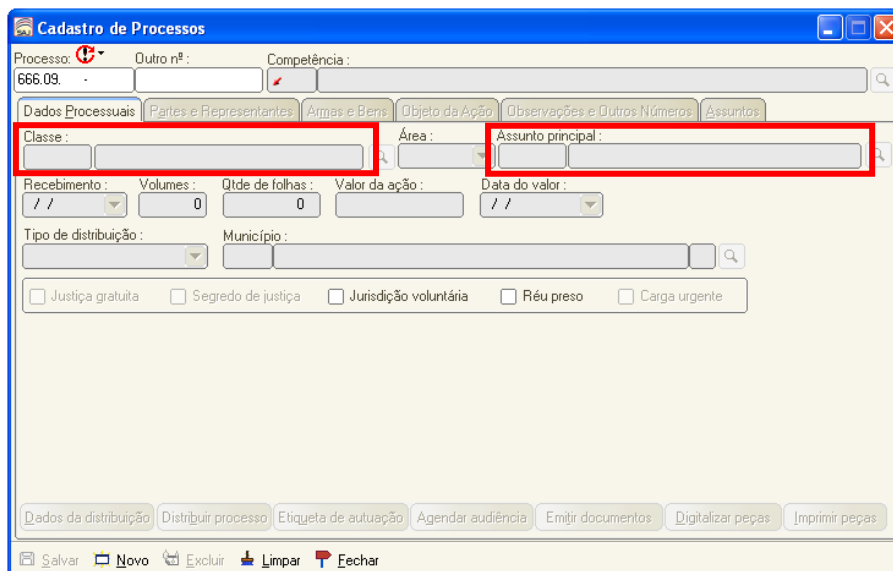 Cadastro de Processos
Processo: Outro nº : Competência :
666.09. -
Dados Processuais Partes e Representantes Armas e Bens Objeto da Ação Observações e Outros Números Assuntos
Classe : Área : Assunto principal :
Recebimento : Volumes : Qtde de folhas : Valor da ação : Data do valor :
/ / 0 0 / /
Tipo de distribuição : Município :
Justiça gratuita Segredo de justiça Jurisdição voluntária Réu preso Carga urgente
Dados da distribuição Distribuir processo Etiqueta de autuação Agendar audiência Emitir documentos Digitalizar peças Imprimir peças
Salvar Novo Excluir Limpar Fechar